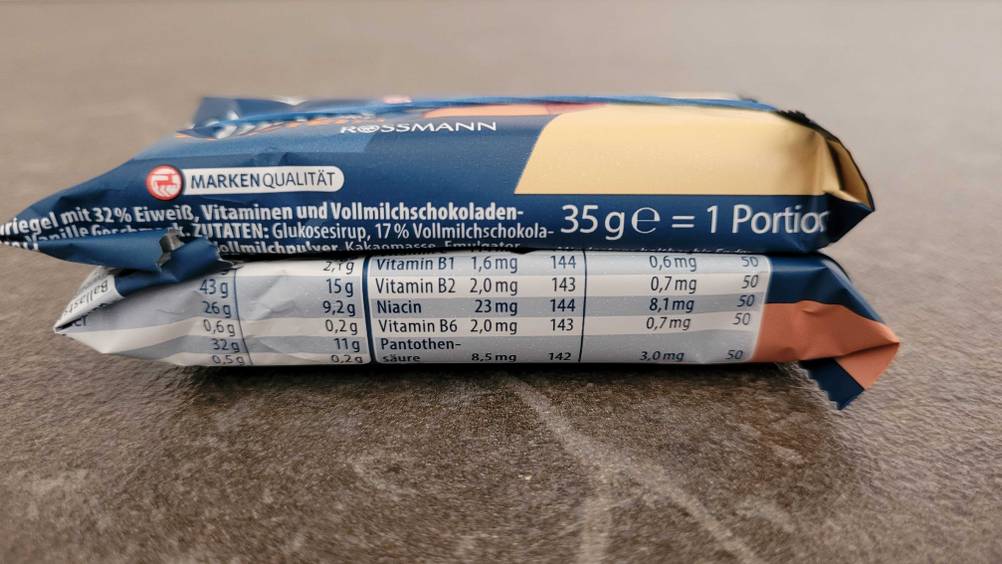 ROSSMANN
MARKENQUALITÄT
mit 32% Eiweiß, Vitaminen und Vollmilchschokoladen-
ZUTATEN: Glukosesirup, 17% Vollmilchschokola-
35 g e = 1 Portion
Vollmilchpulver, Kakaomasse, Emulgator
2,1g Vitamin B1 1,6mg 144 0,6mg 50
43g 15g Vitamin B2 2,0mg 143 0,7mg 50
26g 9,2g Niacin 23mg 144 8,1mg 50
0,6g 0,2g Vitamin B6 2,0mg 143 0,7mg 50
32g 11g Pantothen-
0,5g 0,2g säure 8,5mg 142 3,0mg 50